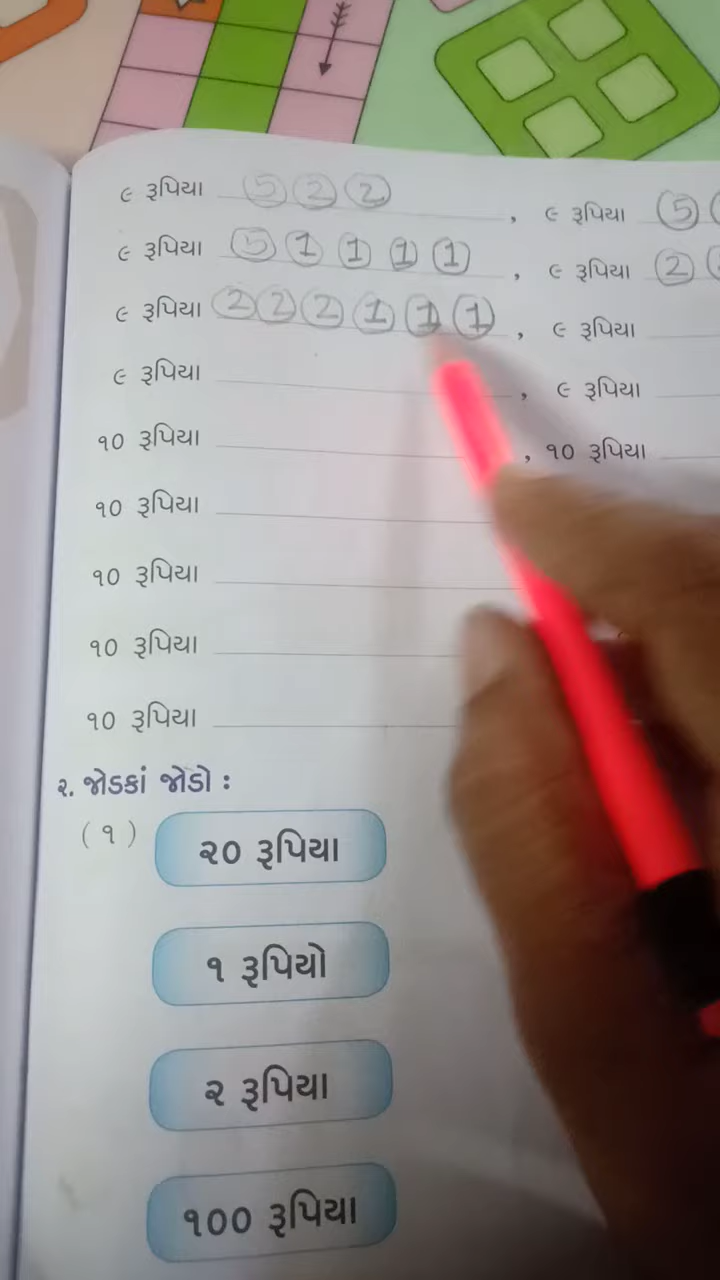 ૯ રૂપિયા 5 2 2 , ૯ રૂપિયા 5
૯ રૂપિયા 5 1 1 1 1 , ૯ રૂપિયા 2
૯ રૂપિયા 2 2 2 1 1 1 , ૯ રૂપિયા
૯ રૂપિયા , ૯ રૂપિયા
૧૦ રૂપિયા , ૧૦ રૂપિયા
૧૦ રૂપિયા
૧૦ રૂપિયા
૧૦ રૂપિયા
૧૦ રૂપિયા
૨. જોડકાં જોડો :
(૧) ૨૦ રૂપિયા
૧ રૂપિયો
૨ રૂપિયા
૧૦૦ રૂપિયા